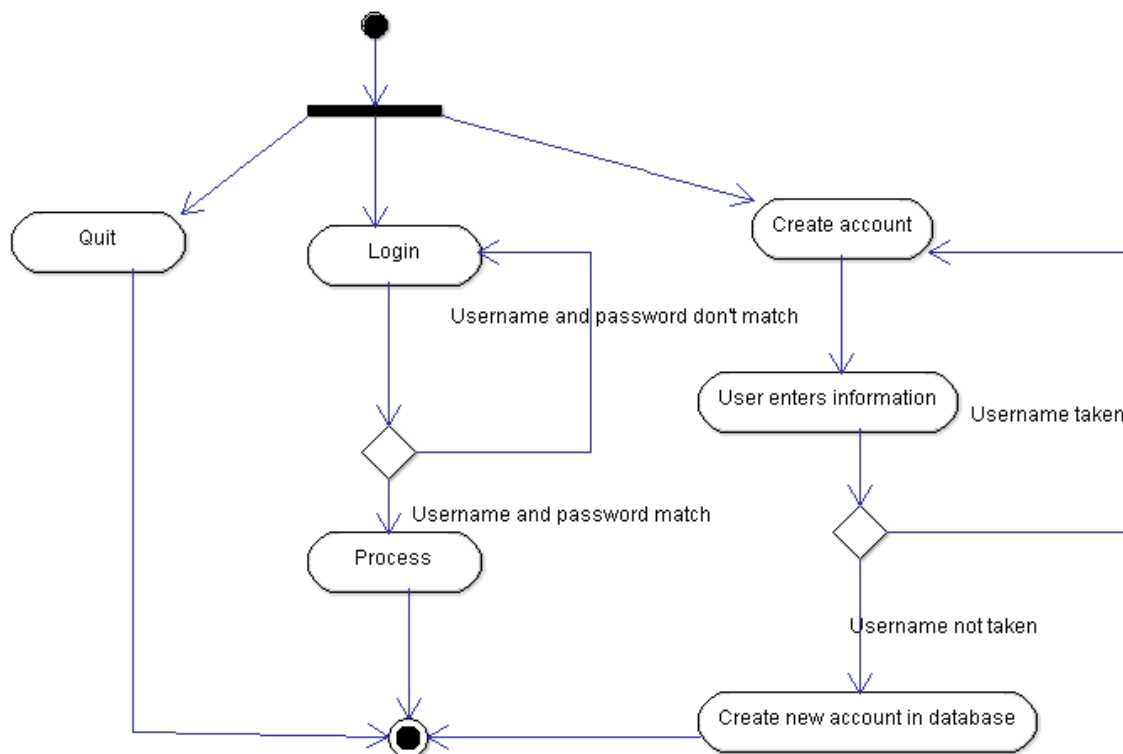 Create account
Quit
Login
Username and password don't match
User enters information
Username taken
Username and password match
Process
Username not taken
Create new account in database